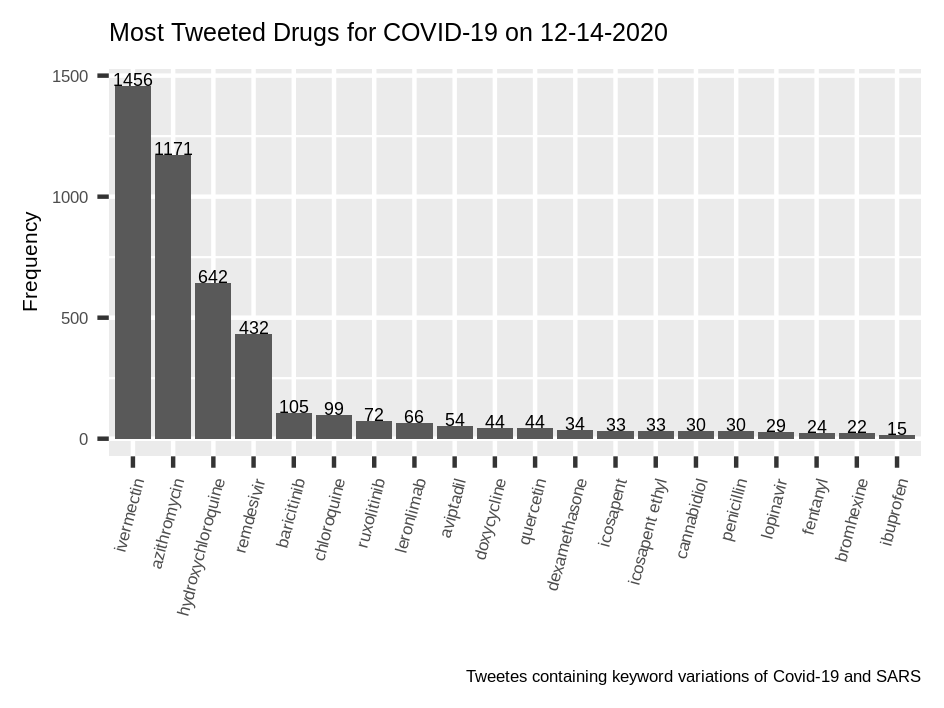 Most Tweeted Drugs for COVID-19 on 12-14-2020
Frequency
1500
1000
500
0
1456
1171
642
432
105
99
72
66
54
44
44
34
33
33
30
30
29
24
22
15
ivermectin
azithromycin
hydroxychloroquine
remdesivir
baricitinib
chloroquine
ruxolitinib
leronlimab
aviptadil
doxycycline
quercetin
dexamethasone
icosapent
icosapent ethyl
cannabidiol
penicillin
lopinavir
fentanyl
bromhexine
ibuprofen
Tweetes containing keyword variations of Covid-19 and SARS